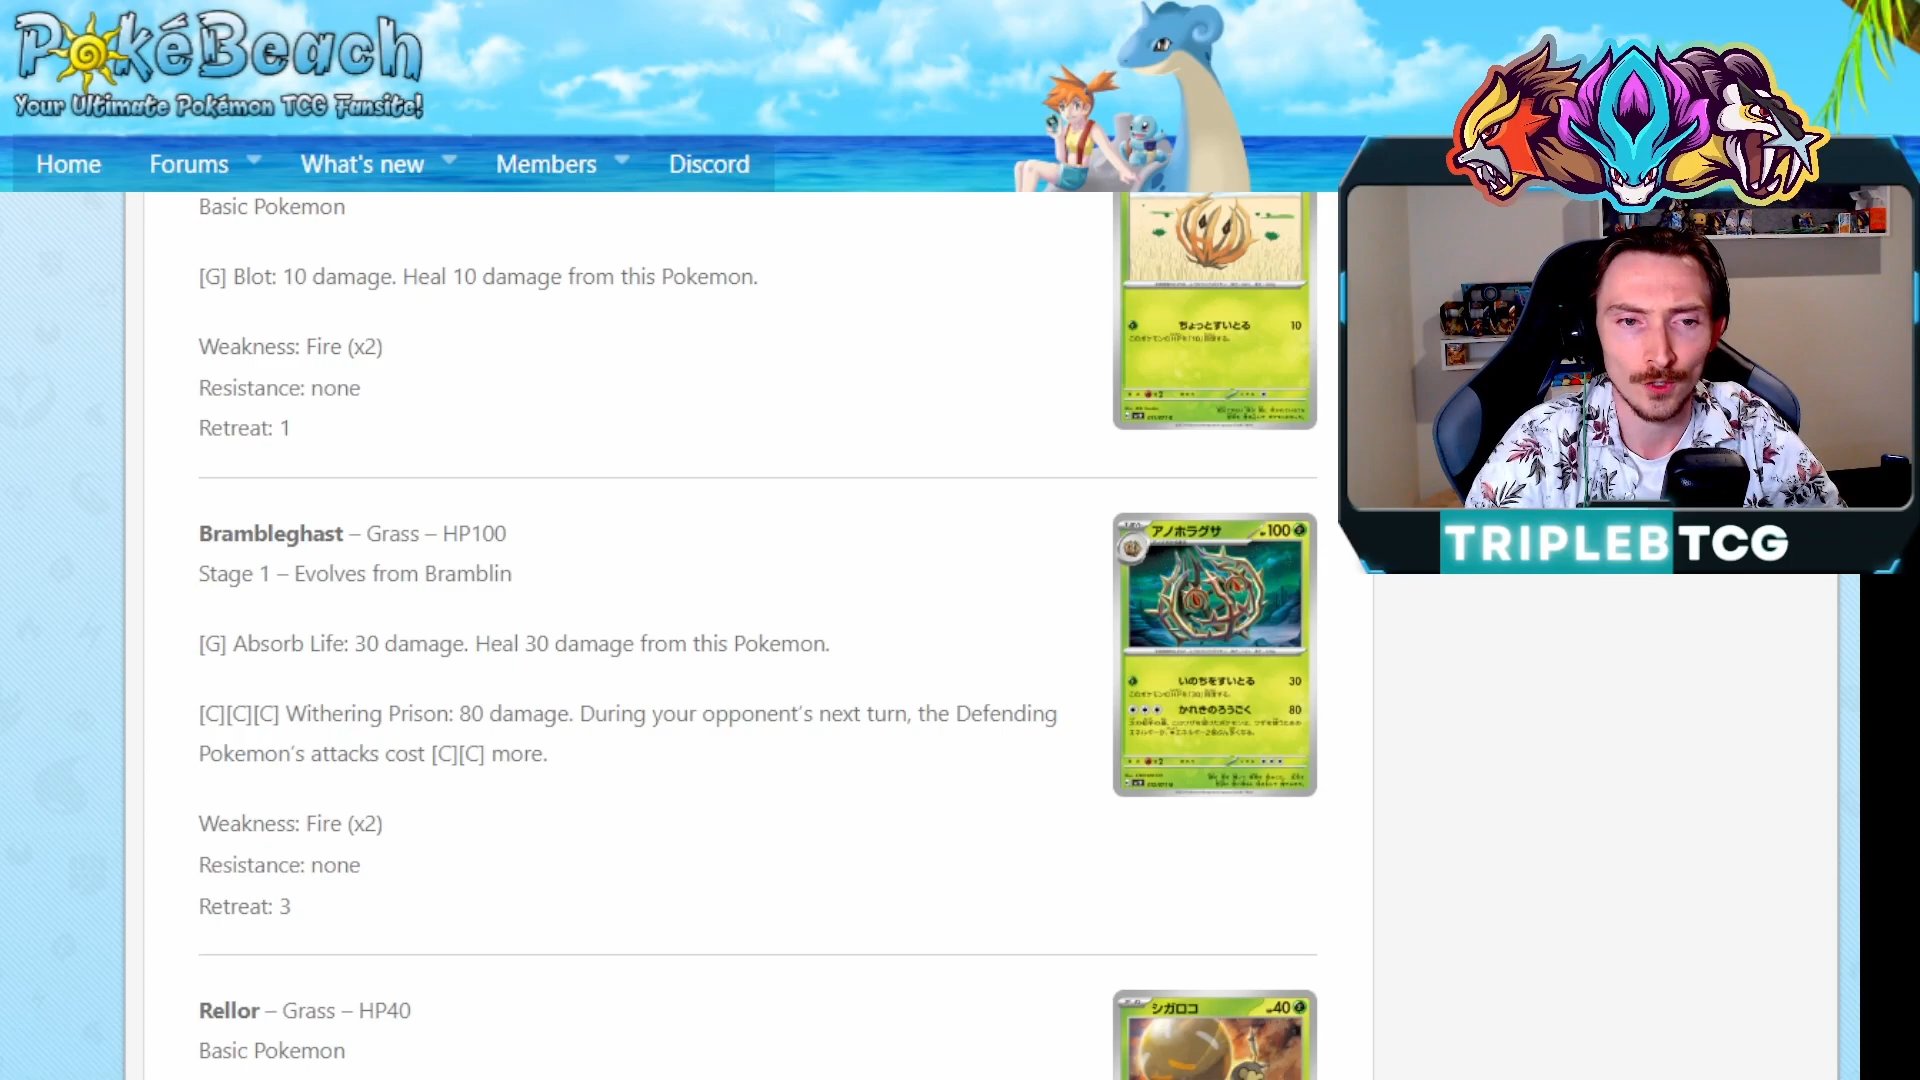 PokéBeach
Your Ultimate Pokémon TCG Fansite!
Home
Forums
What's new
Members
Discord
Basic Pokemon
[G] Blot: 10 damage. Heal 10 damage from this Pokemon.
Weakness: Fire (x2)
Resistance: none
Retreat: 1
ちょっとすいとる 10
Brambleghast – Grass – HP100
Stage 1 – Evolves from Bramblin
[G] Absorb Life: 30 damage. Heal 30 damage from this Pokemon.
[C][C][C] Withering Prison: 80 damage. During your opponent’s next turn, the Defending
Pokemon’s attacks cost [C][C] more.
Weakness: Fire (x2)
Resistance: none
Retreat: 3
アノホラグサ 100
いのちをすいとる 30
かれきのろうごく 80
Rellor – Grass – HP40
Basic Pokemon
シガロコ 40
TRIPLEB TCG